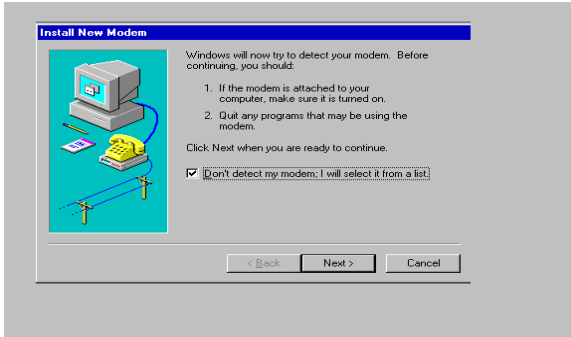 Install New Modem
Windows will now try to detect your modem. Before
continuing, you should:
1. If the modem is attached to your
computer, make sure it is turned on.
2. Quit any programs that may be using the
modem.
Click Next when you are ready to continue.
Don't detect my modem; I will select it from a list.
< Back
Next >
Cancel